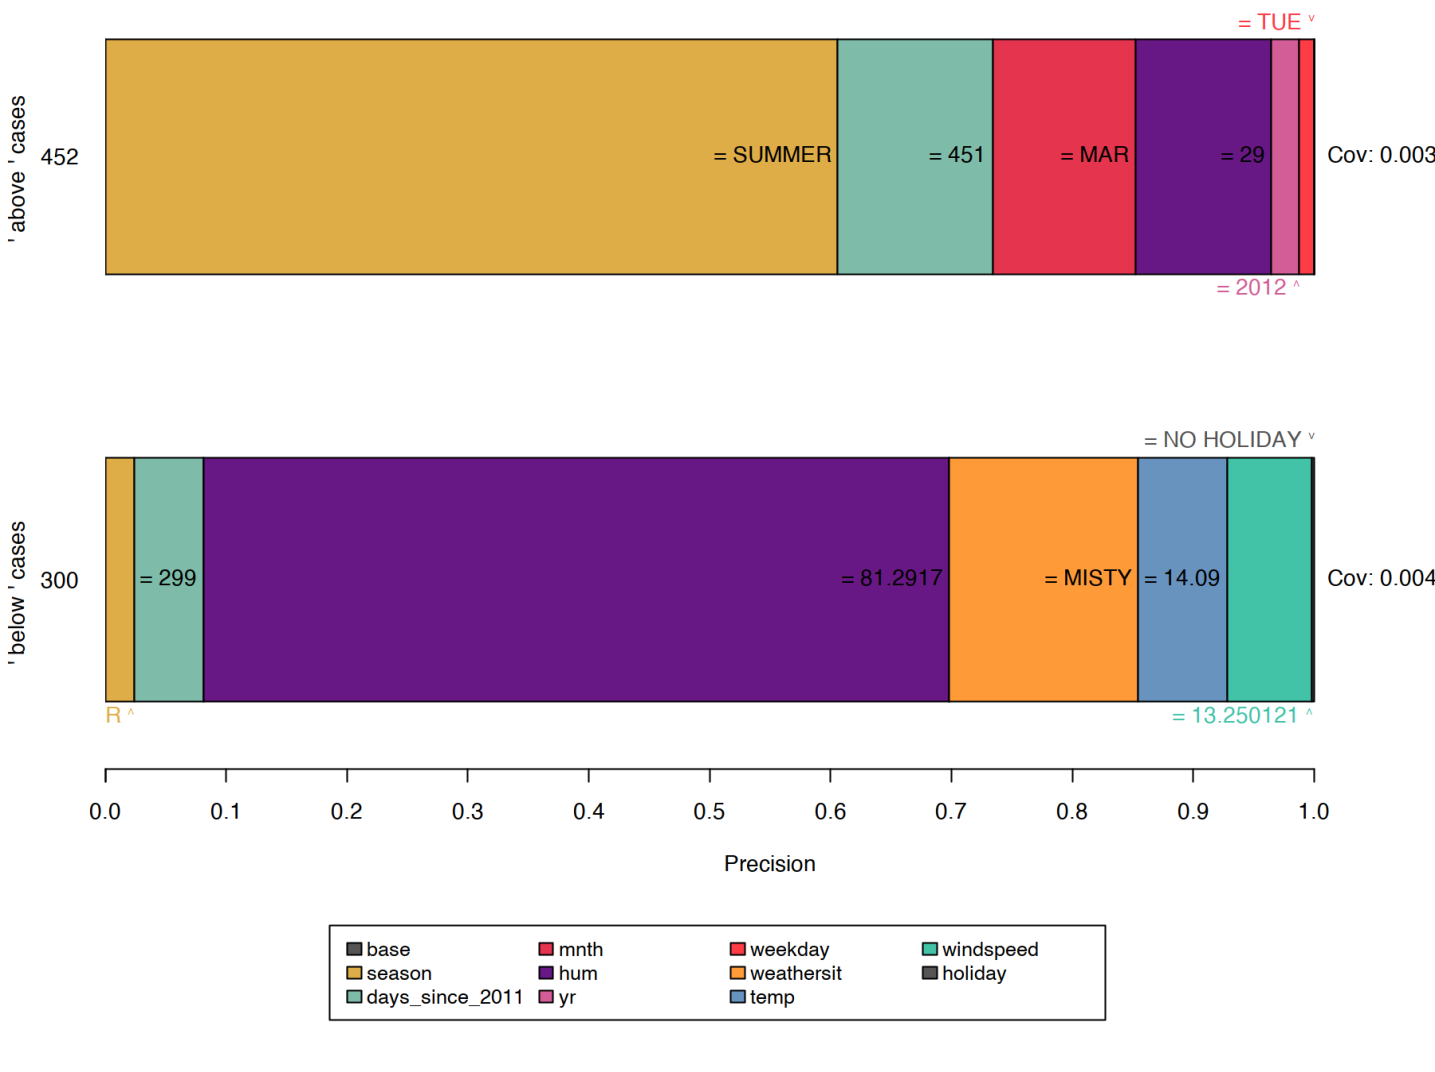 = TUE ˅
' above ' cases
452
= SUMMER
= 451
= MAR
= 29
Cov: 0.003
= 2012 ^
= NO HOLIDAY ˅
' below ' cases
300
= 299
= 81.2917
= MISTY
= 14.09
Cov: 0.004
R ^
= 13.250121 ^
0.0 0.1 0.2 0.3 0.4 0.5 0.6 0.7 0.8 0.9 1.0
Precision
base mnth weekday windspeed
season hum weathersit holiday
days_since_2011 yr temp